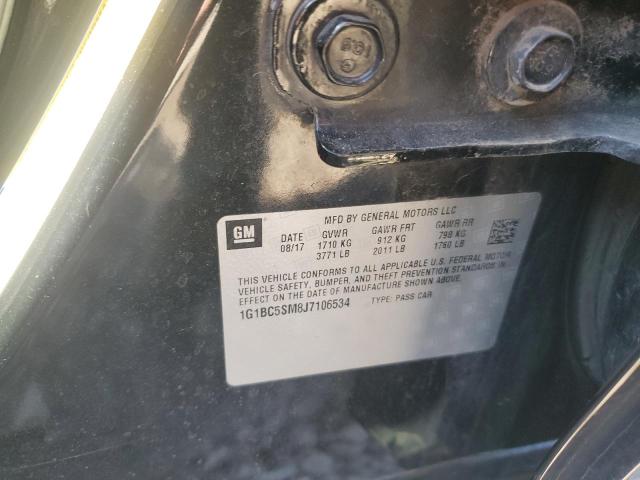 GM
MFD BY GENERAL MOTORS LLC
DATE GVWR GAWR FRT GAWR RR
08/17 1710 KG 912 KG 798 KG
3771 LB 2011 LB 1760 LB
THIS VEHICLE CONFORMS TO ALL APPLICABLE U.S. FEDERAL MOTOR
VEHICLE SAFETY, BUMPER, AND THEFT PREVENTION STANDARDS IN
EFFECT ON THE DATE OF MANUFACTURE SHOWN ABOVE.
1G1BC5SM8J7106534 TYPE: PASS CAR